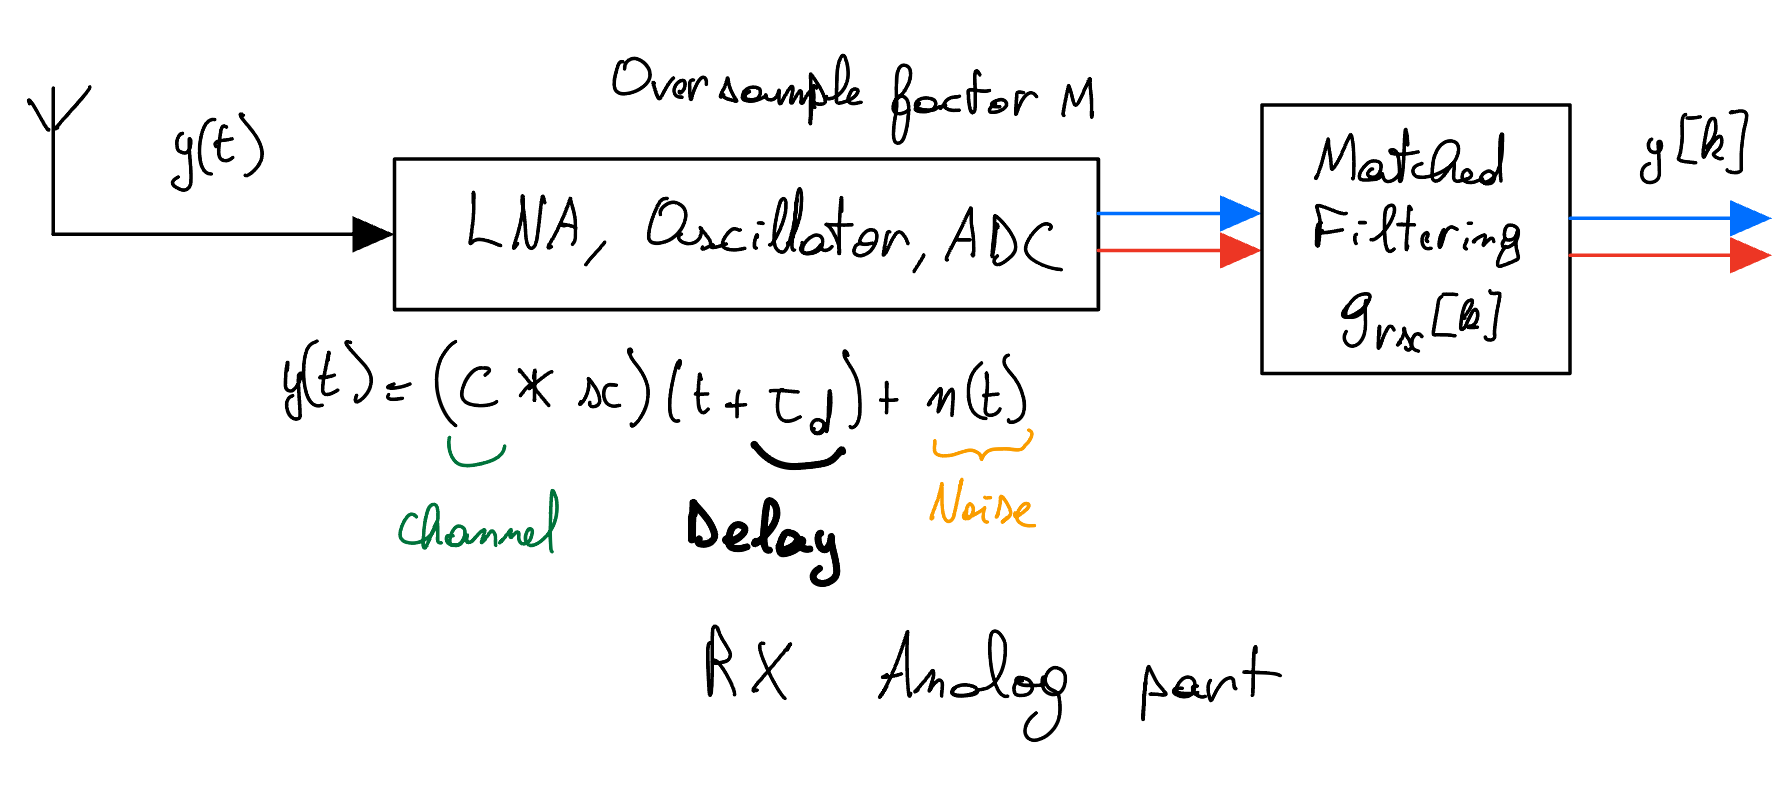 Oversample factor M
y(t)
LNA, Oscillator, ADC
Matched
Filtering
g_rx[k]
y[k]
y(t) = (C * x)(t + τ_d) + n(t)
Channel
Delay
Noise
RX Analog part